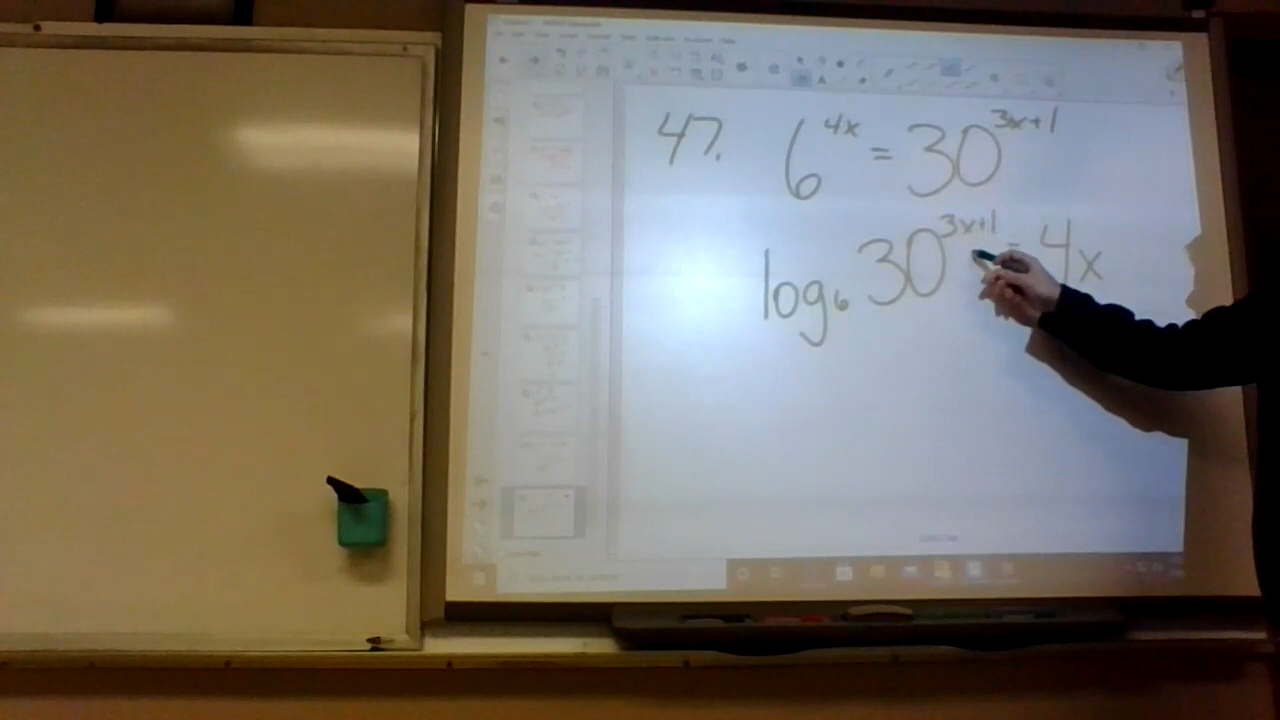 47. 6^{4x} = 30^{3x+1}
log₆ 30^{3x+1} = 4x